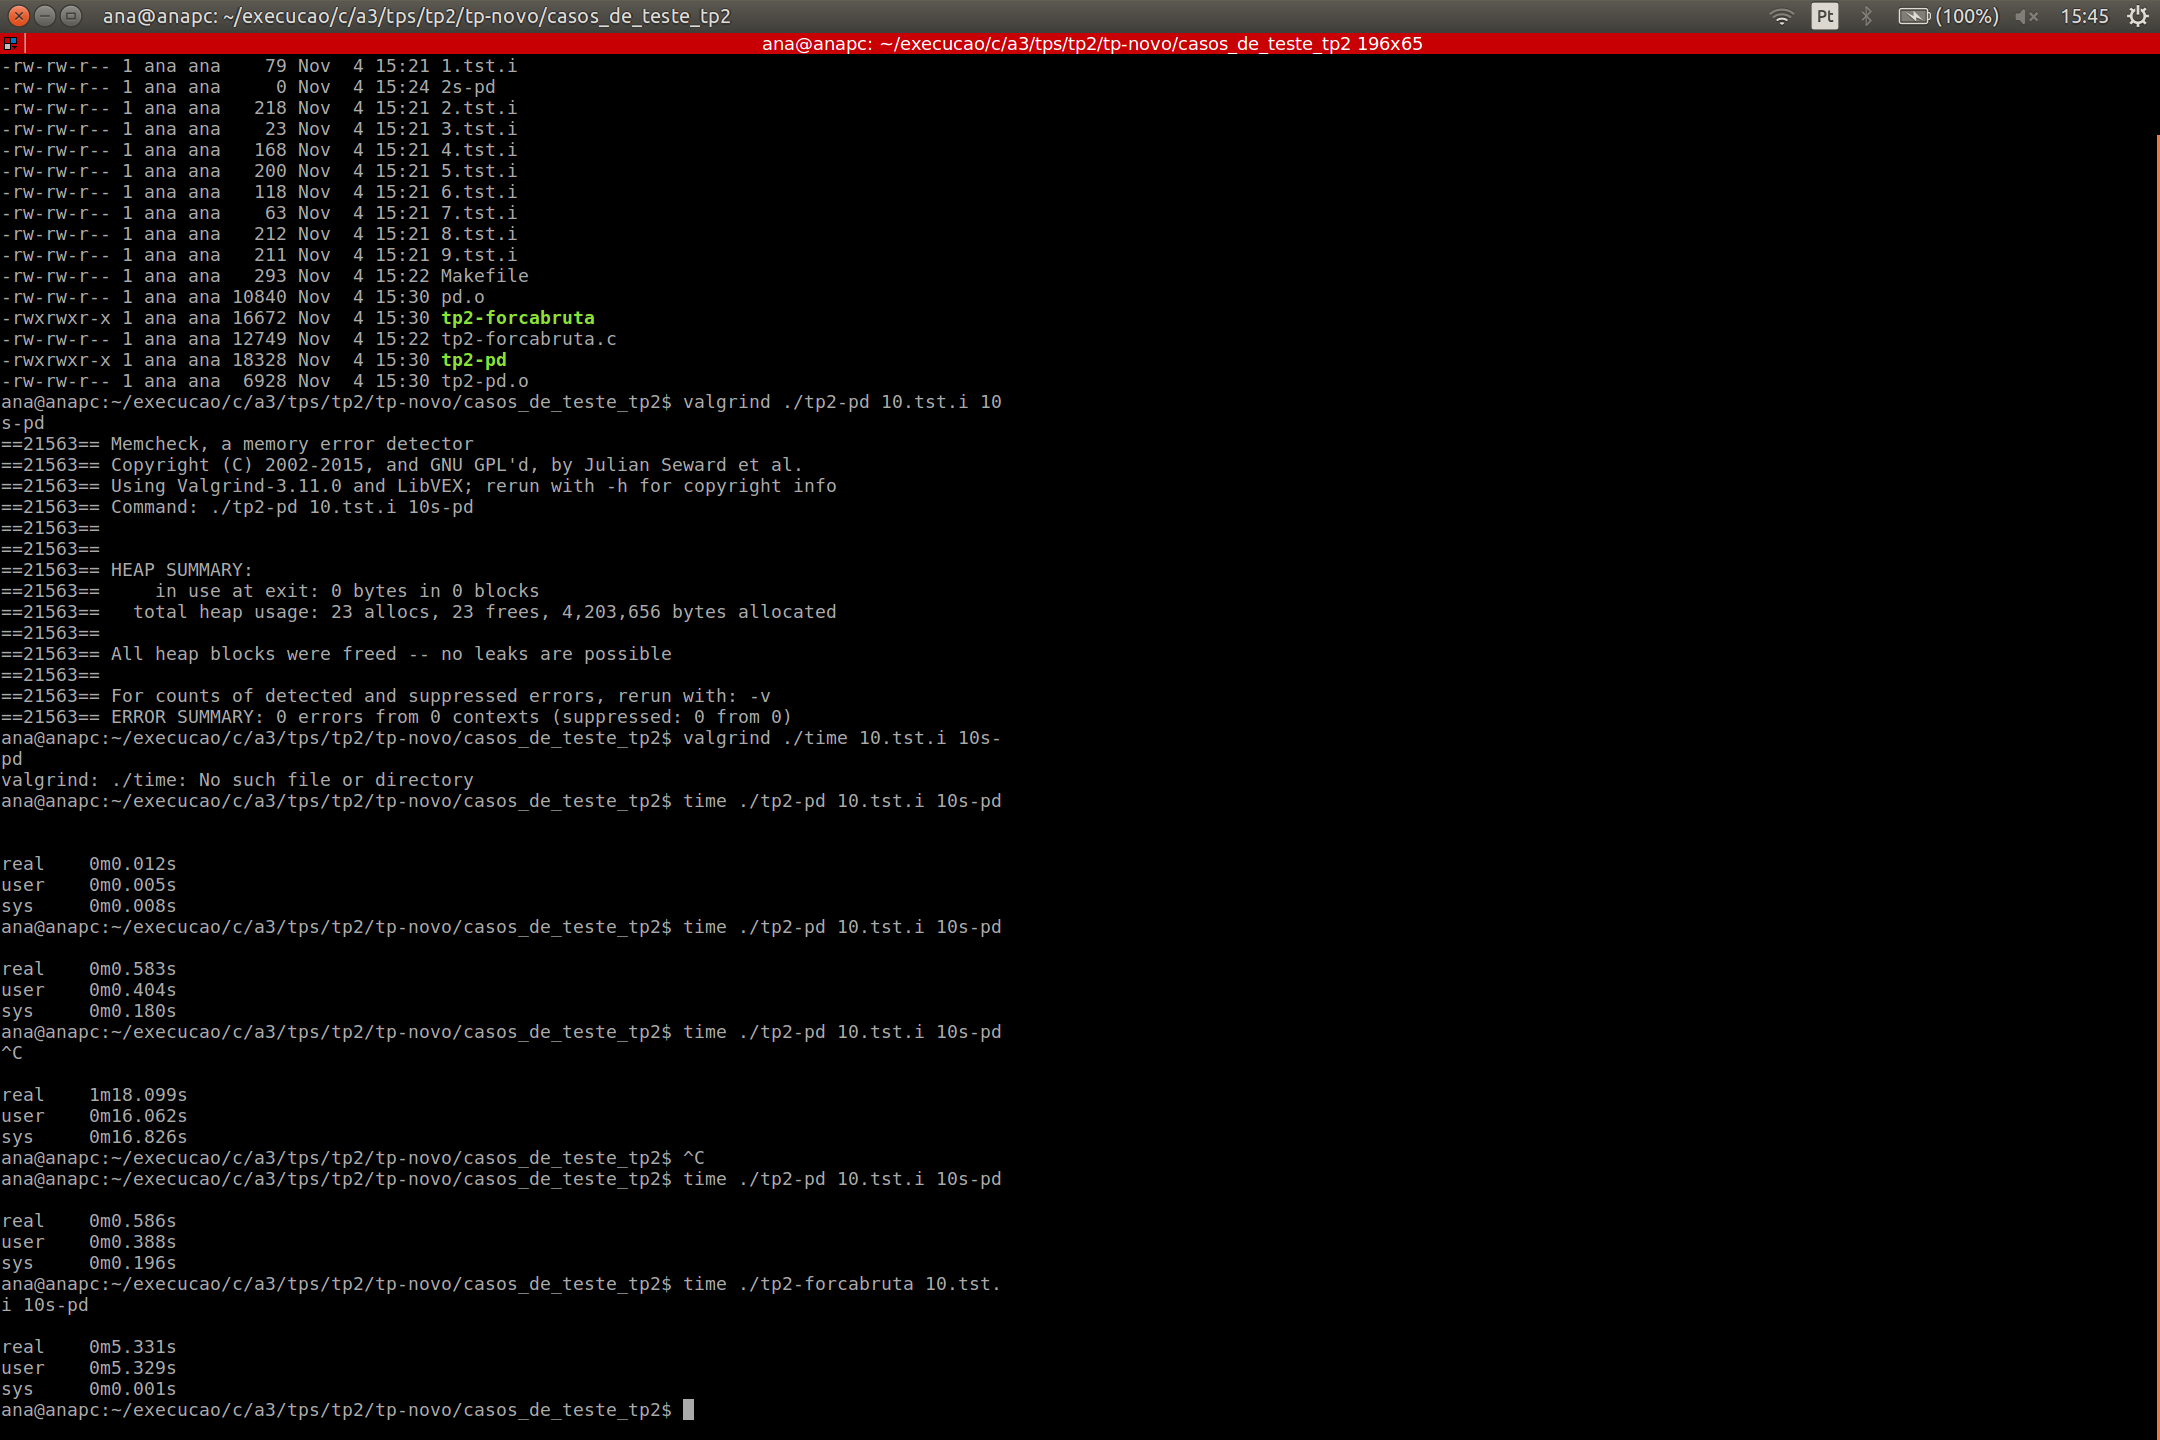 ana@anapc: ~/execucao/c/a3/tps/tp2/tp-novo/casos_de_teste_tp2
Pt
(100%)
15:45
ana@anapc: ~/execucao/c/a3/tps/tp2/tp-novo/casos_de_teste_tp2 196x65
-rw-rw-r-- 1 ana ana    79 Nov  4 15:21 1.tst.i
-rw-rw-r-- 1 ana ana     0 Nov  4 15:24 2s-pd
-rw-rw-r-- 1 ana ana   218 Nov  4 15:21 2.tst.i
-rw-rw-r-- 1 ana ana    23 Nov  4 15:21 3.tst.i
-rw-rw-r-- 1 ana ana   168 Nov  4 15:21 4.tst.i
-rw-rw-r-- 1 ana ana   200 Nov  4 15:21 5.tst.i
-rw-rw-r-- 1 ana ana   118 Nov  4 15:21 6.tst.i
-rw-rw-r-- 1 ana ana    63 Nov  4 15:21 7.tst.i
-rw-rw-r-- 1 ana ana   212 Nov  4 15:21 8.tst.i
-rw-rw-r-- 1 ana ana   211 Nov  4 15:21 9.tst.i
-rw-rw-r-- 1 ana ana   293 Nov  4 15:22 Makefile
-rw-rw-r-- 1 ana ana 10840 Nov  4 15:30 pd.o
-rwxrwxr-x 1 ana ana 16672 Nov  4 15:30 tp2-forcabruta
-rw-rw-r-- 1 ana ana 12749 Nov  4 15:22 tp2-forcabruta.c
-rwxrwxr-x 1 ana ana 18328 Nov  4 15:30 tp2-pd
-rw-rw-r-- 1 ana ana  6928 Nov  4 15:30 tp2-pd.o
ana@anapc:~/execucao/c/a3/tps/tp2/tp-novo/casos_de_teste_tp2$ valgrind ./tp2-pd 10.tst.i 10
s-pd
==21563== Memcheck, a memory error detector
==21563== Copyright (C) 2002-2015, and GNU GPL'd, by Julian Seward et al.
==21563== Using Valgrind-3.11.0 and LibVEX; rerun with -h for copyright info
==21563== Command: ./tp2-pd 10.tst.i 10s-pd
==21563==
==21563==
==21563== HEAP SUMMARY:
==21563==     in use at exit: 0 bytes in 0 blocks
==21563==   total heap usage: 23 allocs, 23 frees, 4,203,656 bytes allocated
==21563==
==21563== All heap blocks were freed -- no leaks are possible
==21563==
==21563== For counts of detected and suppressed errors, rerun with: -v
==21563== ERROR SUMMARY: 0 errors from 0 contexts (suppressed: 0 from 0)
ana@anapc:~/execucao/c/a3/tps/tp2/tp-novo/casos_de_teste_tp2$ valgrind ./time 10.tst.i 10s-
pd
valgrind: ./time: No such file or directory
ana@anapc:~/execucao/c/a3/tps/tp2/tp-novo/casos_de_teste_tp2$ time ./tp2-pd 10.tst.i 10s-pd
real    0m0.012s
user    0m0.005s
sys     0m0.008s
ana@anapc:~/execucao/c/a3/tps/tp2/tp-novo/casos_de_teste_tp2$ time ./tp2-pd 10.tst.i 10s-pd
real    0m0.583s
user    0m0.404s
sys     0m0.180s
ana@anapc:~/execucao/c/a3/tps/tp2/tp-novo/casos_de_teste_tp2$ time ./tp2-pd 10.tst.i 10s-pd
^C
real    1m18.099s
user    0m16.062s
sys     0m16.826s
ana@anapc:~/execucao/c/a3/tps/tp2/tp-novo/casos_de_teste_tp2$ ^C
ana@anapc:~/execucao/c/a3/tps/tp2/tp-novo/casos_de_teste_tp2$ time ./tp2-pd 10.tst.i 10s-pd
real    0m0.586s
user    0m0.388s
sys     0m0.196s
ana@anapc:~/execucao/c/a3/tps/tp2/tp-novo/casos_de_teste_tp2$ time ./tp2-forcabruta 10.tst.
i 10s-pd
real    0m5.331s
user    0m5.329s
sys     0m0.001s
ana@anapc:~/execucao/c/a3/tps/tp2/tp-novo/casos_de_teste_tp2$